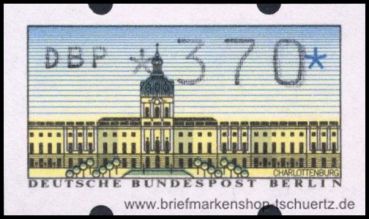 DBP *370*
CHARLOTTENBURG
DEUTSCHE BUNDESPOST BERLIN
www.briefmarkenshop-tschuertz.de